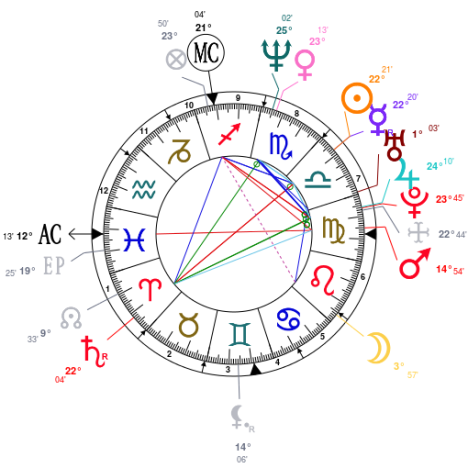 04'
50' 21° 02'
23° MC 25° 13'
23°
9
10
8 21'
22°
22° 20'
R
11 1° 03'
12 7 24° 10'
23° 45'
22° 44'
13' 12° AC
25' 19° EP 14° 54'
1 6
33' 9°
22° R
04' 2 5
3 4 3° 57'
R
14°
06'